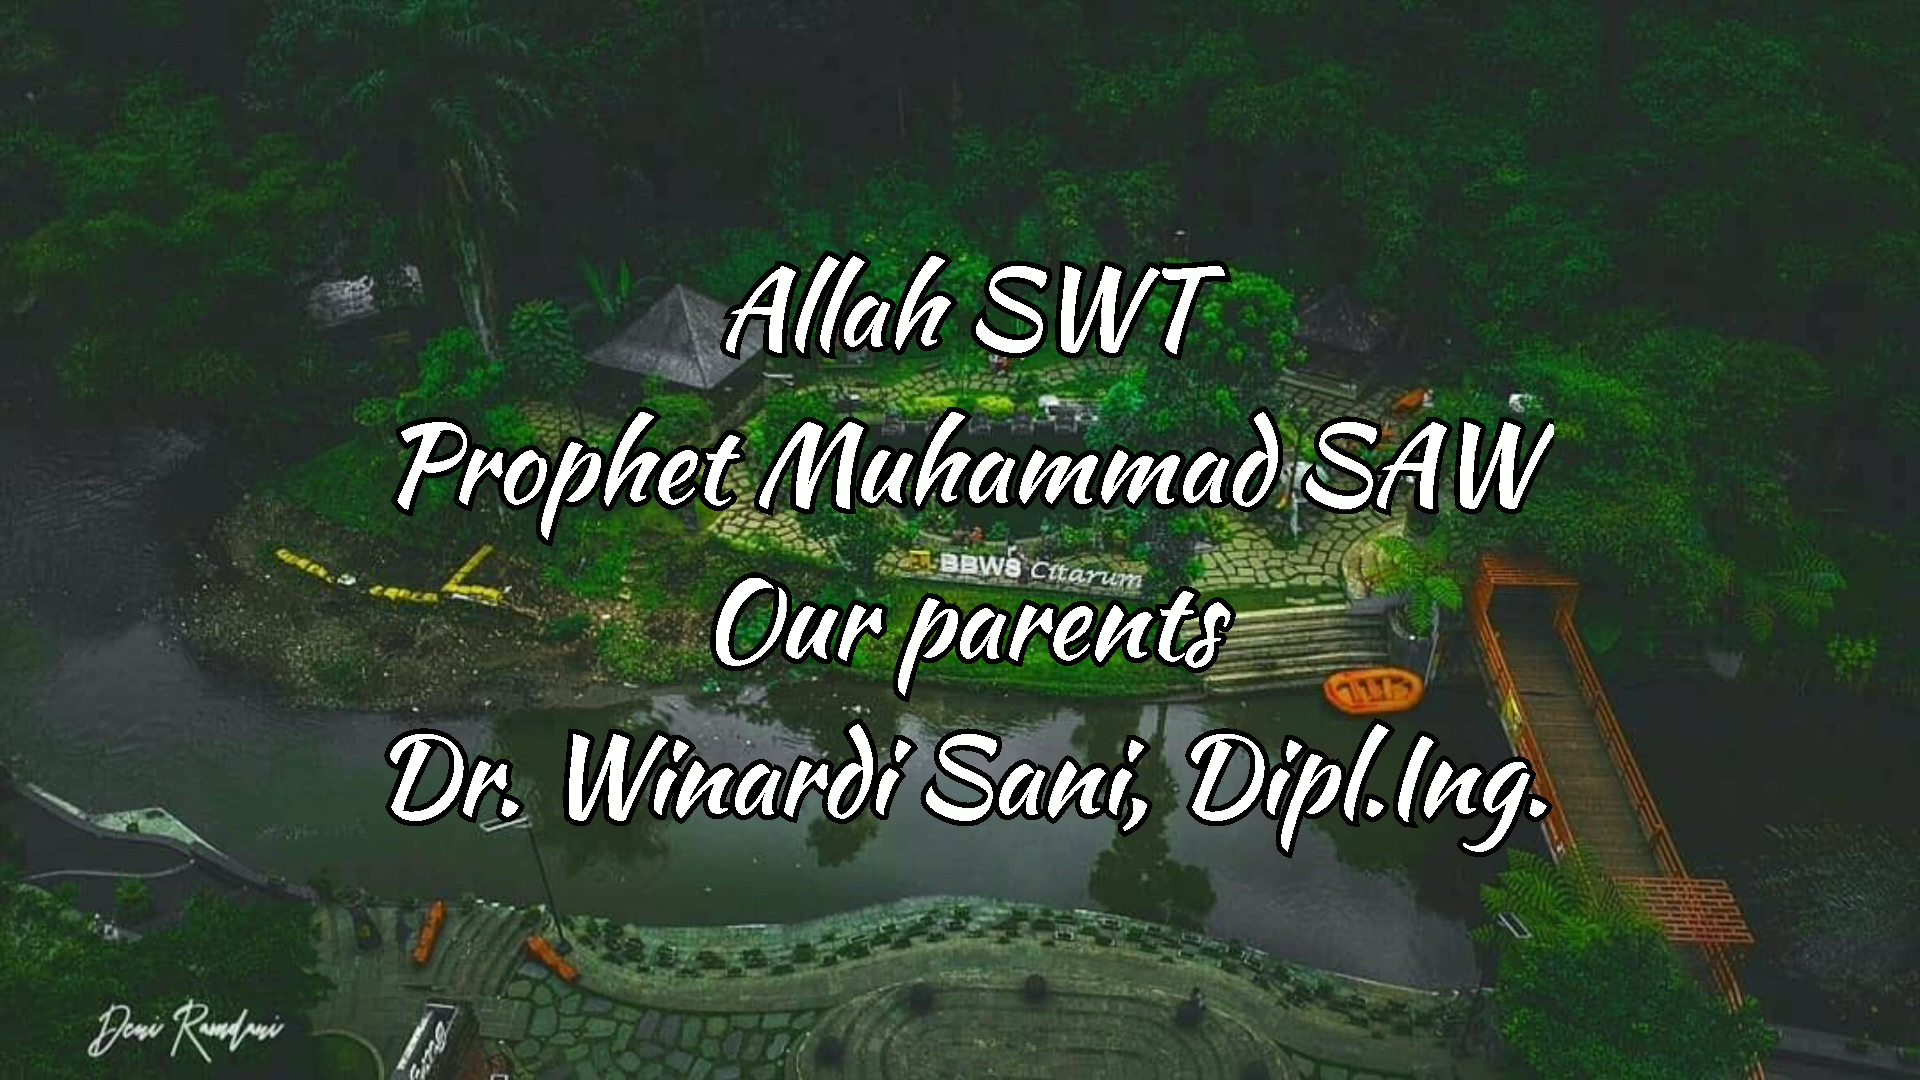 Allah SWT
Prophet Muhammad SAW
BBWS Citarum
Our parents
Dr. Winardi Sani, Dipl.Ing.
Deni Ramdani